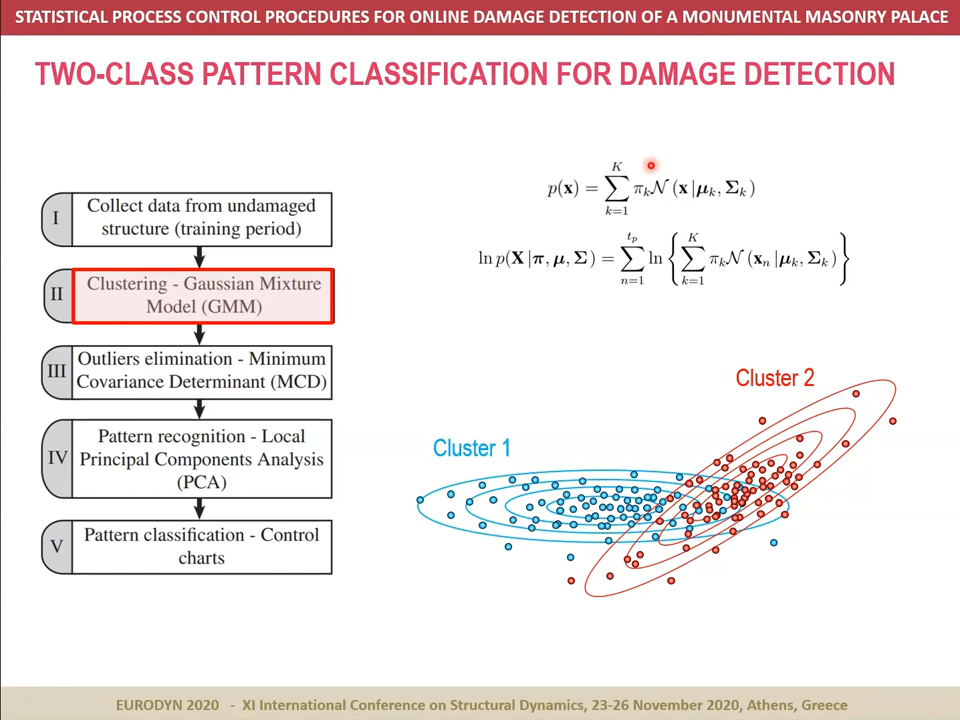 STATISTICAL PROCESS CONTROL PROCEDURES FOR ONLINE DAMAGE DETECTION OF A MONUMENTAL MASONRY PALACE
TWO-CLASS PATTERN CLASSIFICATION FOR DAMAGE DETECTION
I
Collect data from undamaged
structure (training period)
II
Clustering - Gaussian Mixture
Model (GMM)
III
Outliers elimination - Minimum
Covariance Determinant (MCD)
IV
Pattern recognition - Local
Principal Components Analysis
(PCA)
V
Pattern classification - Control
charts
p(x) = ∑_{k=1}^{K} π_k 𝒩 (x |μ_k, Σ_k)
ln p(X |π, μ, Σ) = ∑_{n=1}^{t_p} ln { ∑_{k=1}^{K} π_k 𝒩 (x_n |μ_k, Σ_k) }
Cluster 2
Cluster 1
EURODYN 2020 - XI International Conference on Structural Dynamics, 23-26 November 2020, Athens, Greece